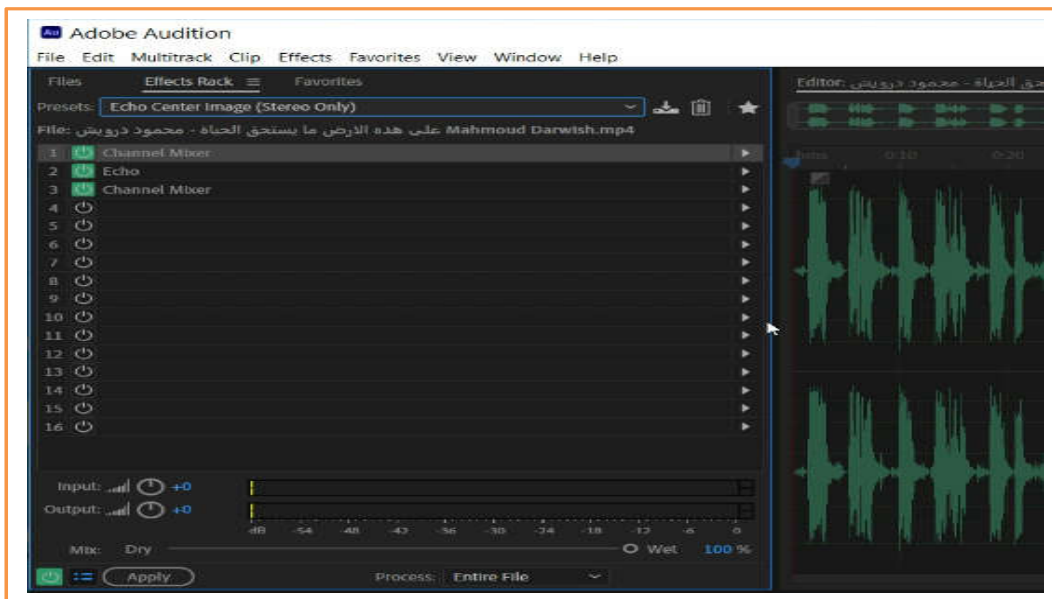 Au Adobe Audition
File Edit Multitrack Clip Effects Favorites View Window Help
Files Effects Rack Favorites
Editor: حق الحياة - محمود درويش
Presets: Echo Center Image (Stereo Only)
File: على هذه الارض ما يستحق الحياة - محمود درويش Mahmoud Darwish.mp4
1 Channel Mixer
2 Echo
3 Channel Mixer
4
5
6
7
8
9
10
11
12
13
14
15
16
hms 0:10 0:20
Input: +0
Output: +0
dB -54 -48 -42 -36 -30 -24 -18 -12 -6 0
Mix: Dry Wet 100 %
Apply Process: Entire File